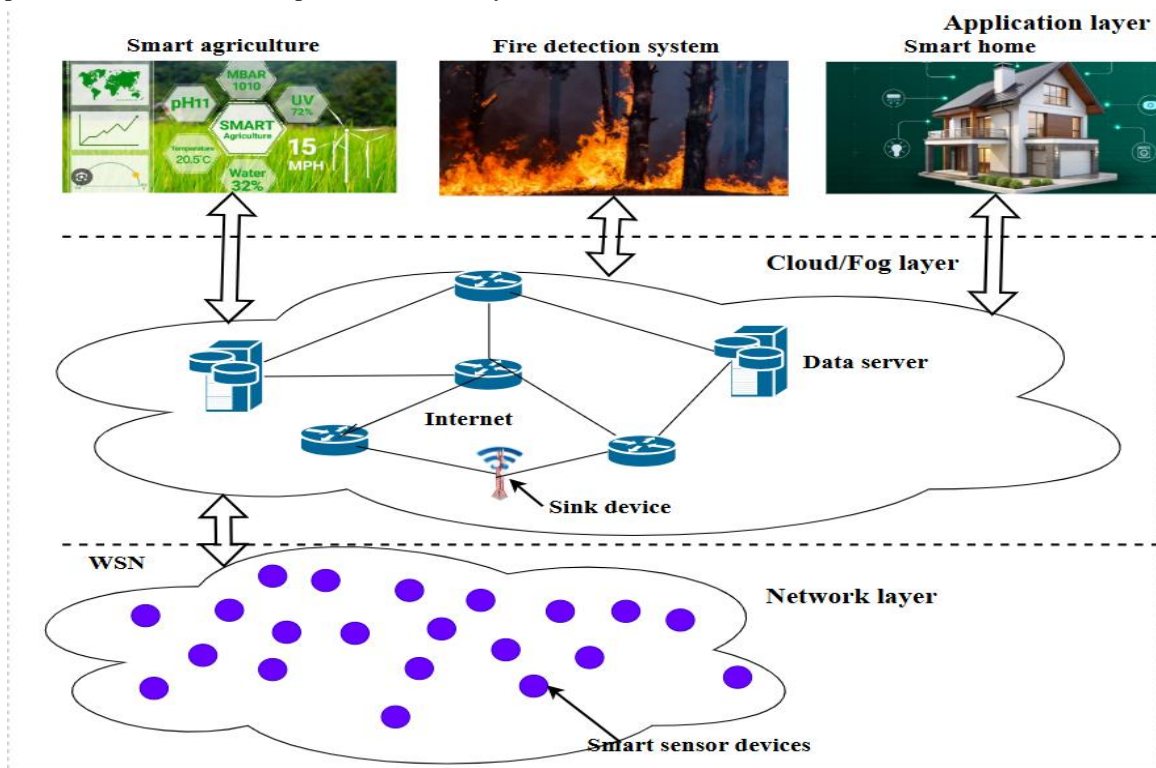 Application layer
Smart agriculture
Fire detection system
Smart home
MBAR
1010
pH11
UV
72%
SMART
Agriculture
Temperature
20.5°C
15
MPH
Water
32%
Cloud/Fog layer
Data server
Internet
Sink device
WSN
Network layer
Smart sensor devices